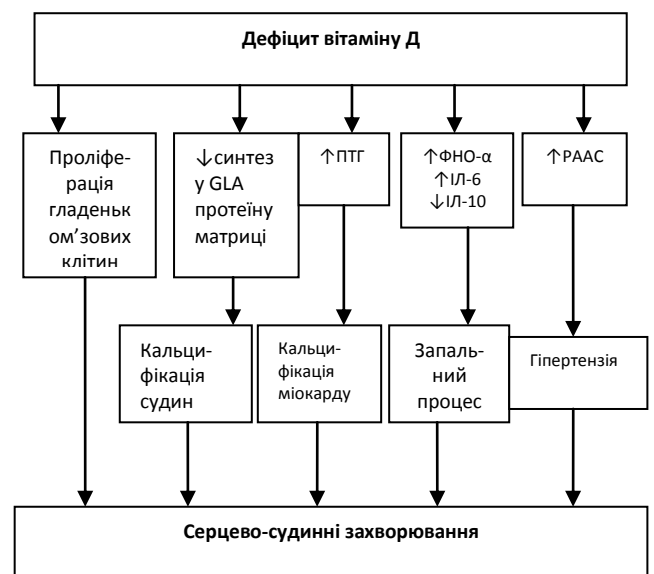 Дефіцит вітаміну Д
Проліфе-
рація
гладеньк
ом’зових
клітин
↓синтез
у GLA
протеїну
матриці
↑ПТГ
↑ФНО-α
↑ІЛ-6
↓ІЛ-10
↑РААС
Кальци-
фікація
судин
Кальци-
фікація
міокарду
Запаль-
ний
процес
Гіпертензія
Серцево-судинні захворювання